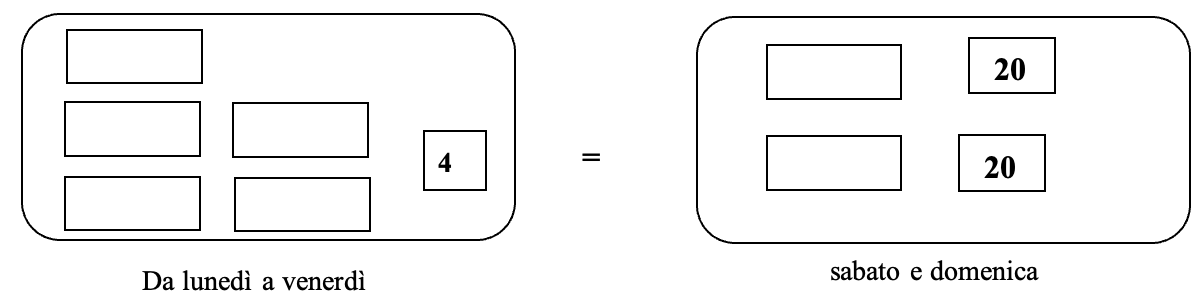 20
4
=
20
Da lunedì a venerdì
sabato e domenica